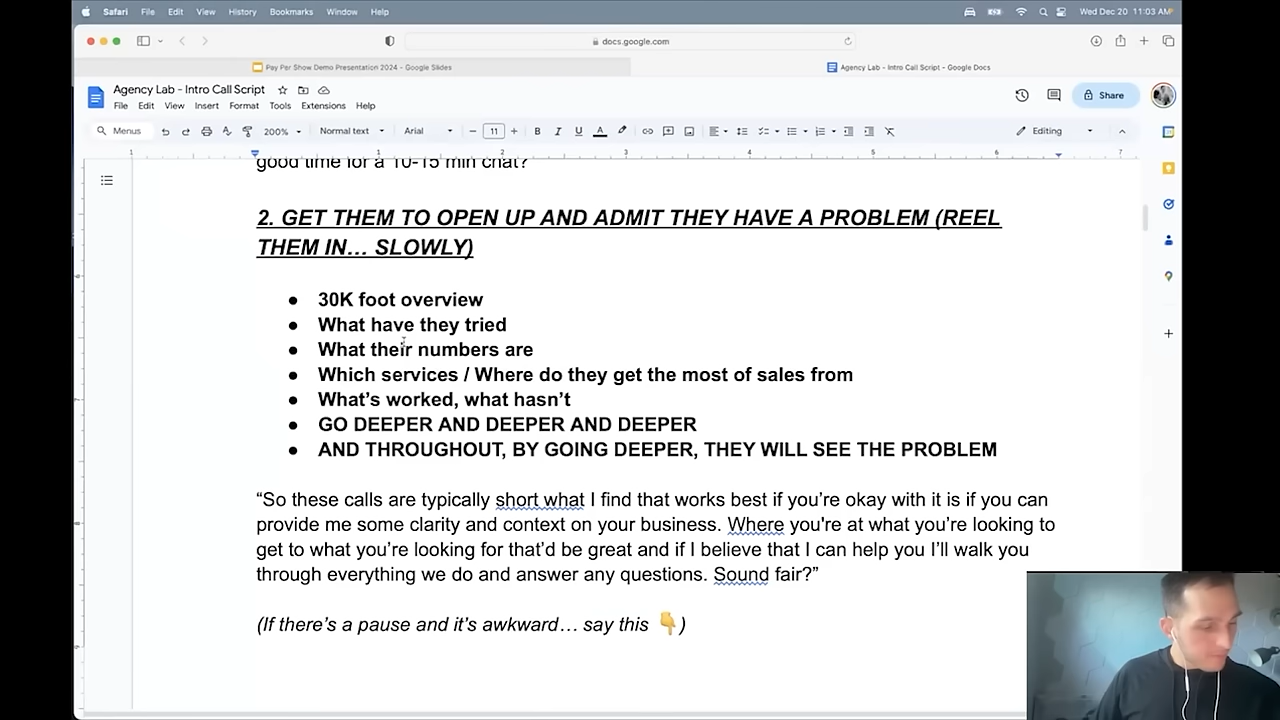 Safari File Edit View History Bookmarks Window Help Wed Dec 20 11:03 AM
docs.google.com
Pay Per Show Demo Presentation 2024 - Google Slides
Agency Lab - Intro Call Script - Google Docs
Agency Lab - Intro Call Script
File Edit View Insert Format Tools Extensions Help
Share
Menus 200% Normal text Arial 11 B I U A Editing
1 1 2 3 4 5 6 7
good time for a 10-15 min chat?
2. GET THEM TO OPEN UP AND ADMIT THEY HAVE A PROBLEM (REEL
THEM IN… SLOWLY)
● 30K foot overview
● What have they tried
● What their numbers are
● Which services / Where do they get the most of sales from
● What’s worked, what hasn’t
● GO DEEPER AND DEEPER AND DEEPER
● AND THROUGHOUT, BY GOING DEEPER, THEY WILL SEE THE PROBLEM
“So these calls are typically short what I find that works best if you’re okay with it is if you can
provide me some clarity and context on your business. Where you're at what you’re looking to
get to what you’re looking for that’d be great and if I believe that I can help you I’ll walk you
through everything we do and answer any questions. Sound fair?”
(If there’s a pause and it’s awkward… say this 👇)